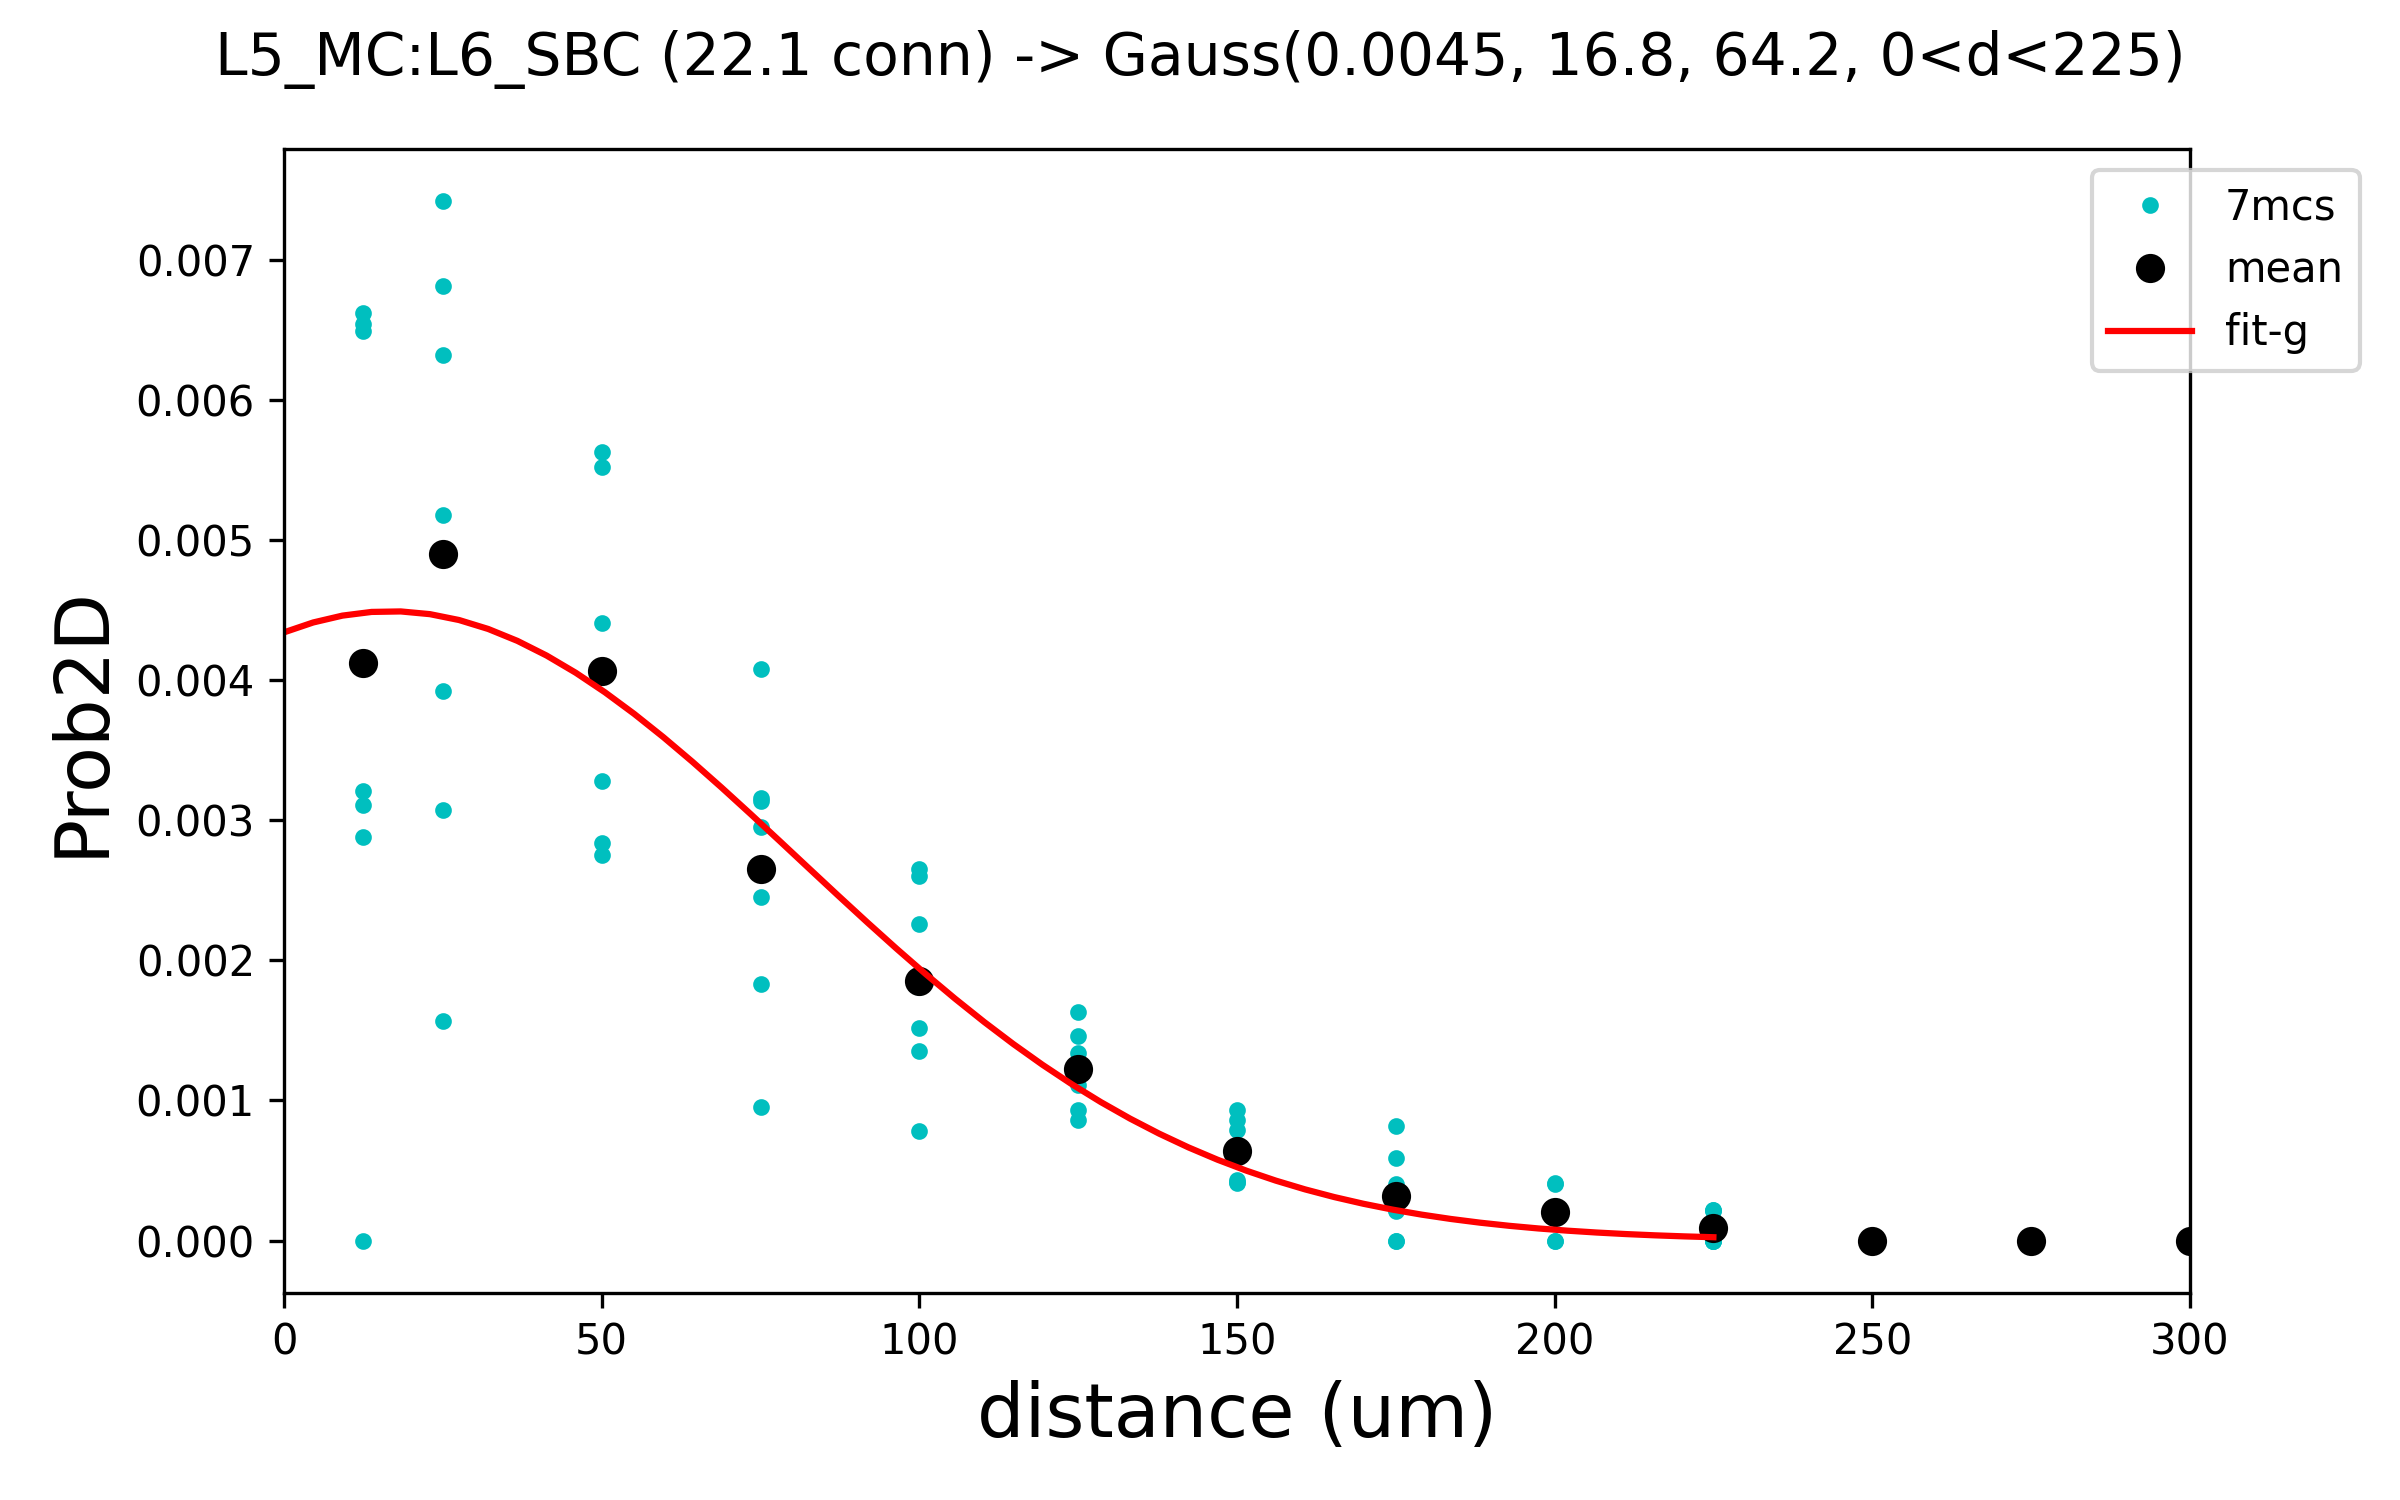 L5_MC:L6_SBC (22.1 conn) -> Gauss(0.0045, 16.8, 64.2, 0<d<225)
7mcs
mean
fit-g
0.007
0.006
0.005
0.004
0.003
0.002
0.001
0.000
Prob2D
0 50 100 150 200 250 300
distance (um)